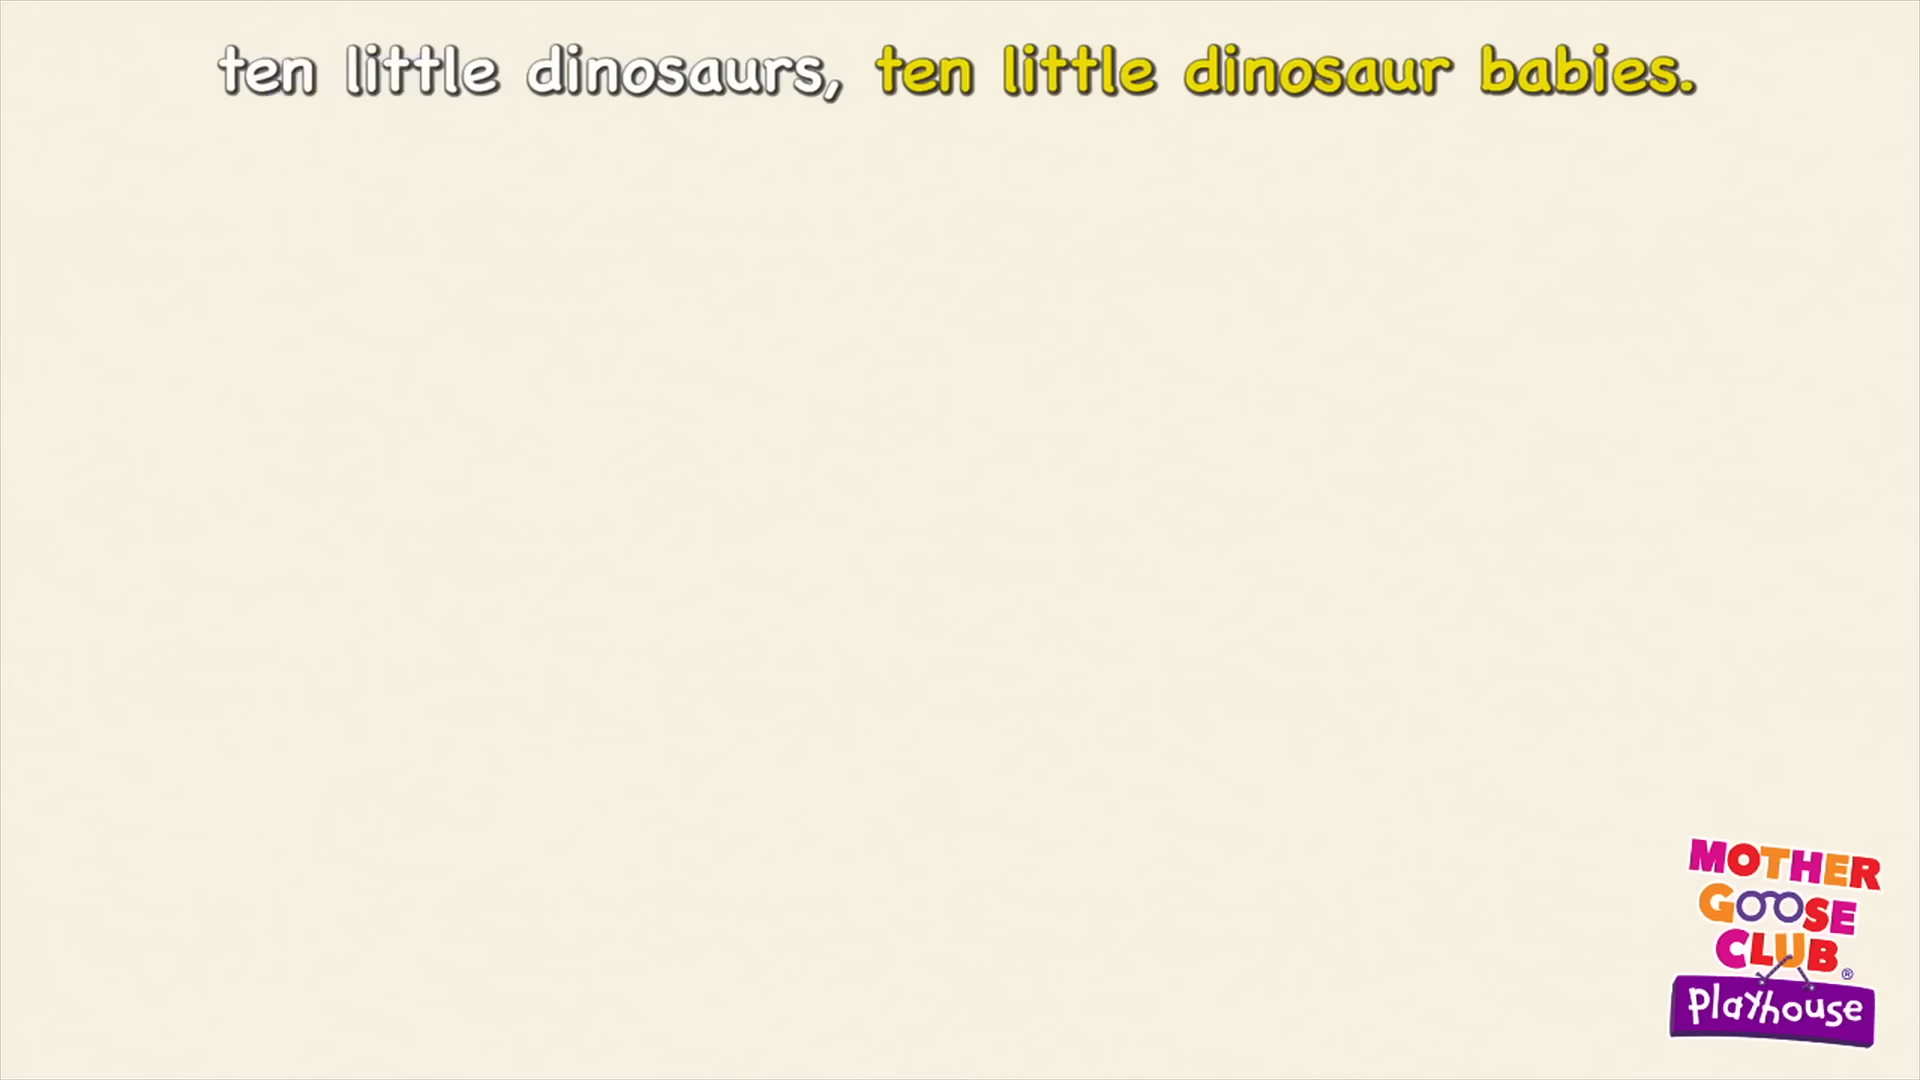 ten little dinosaurs, ten little dinosaur babies.
MOTHER
GOOSE
CLUB®
playhouse